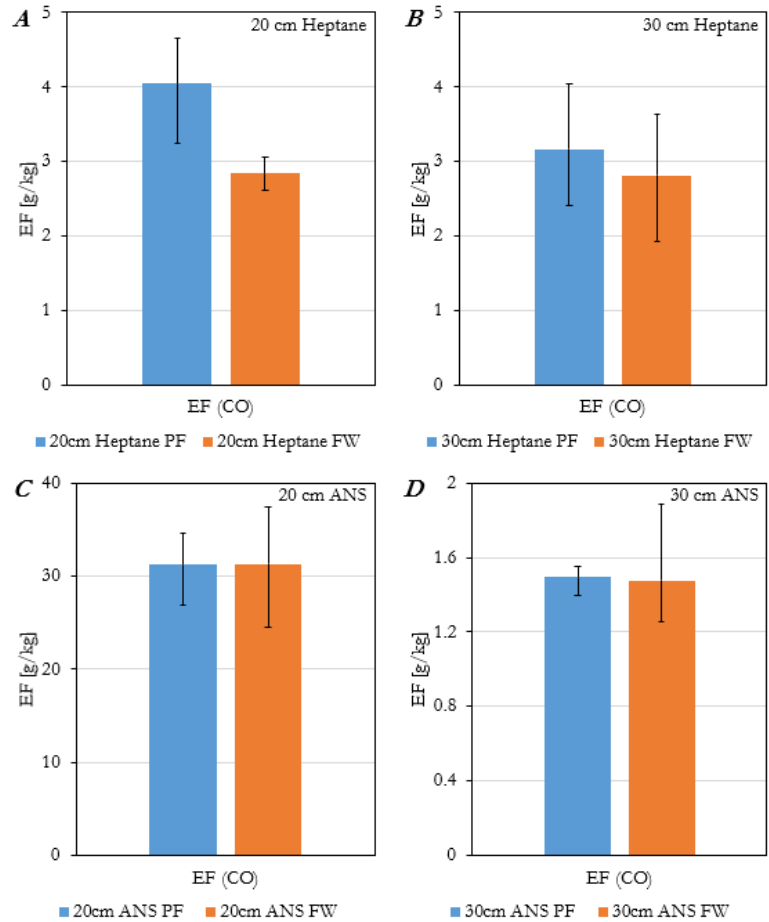 A
20 cm Heptane
5
4
3
2
1
0
EF [g/kg]
EF (CO)
20cm Heptane PF 20cm Heptane FW
B
30 cm Heptane
5
4
3
2
1
0
EF [g/kg]
EF (CO)
30cm Heptane PF 30cm Heptane FW
C
20 cm ANS
40
30
20
10
0
EF [g/kg]
EF (CO)
20cm ANS PF 20cm ANS FW
D
30 cm ANS
2
1.6
1.2
0.8
0.4
0
EF [g/kg]
EF (CO)
30cm ANS PF 30cm ANS FW